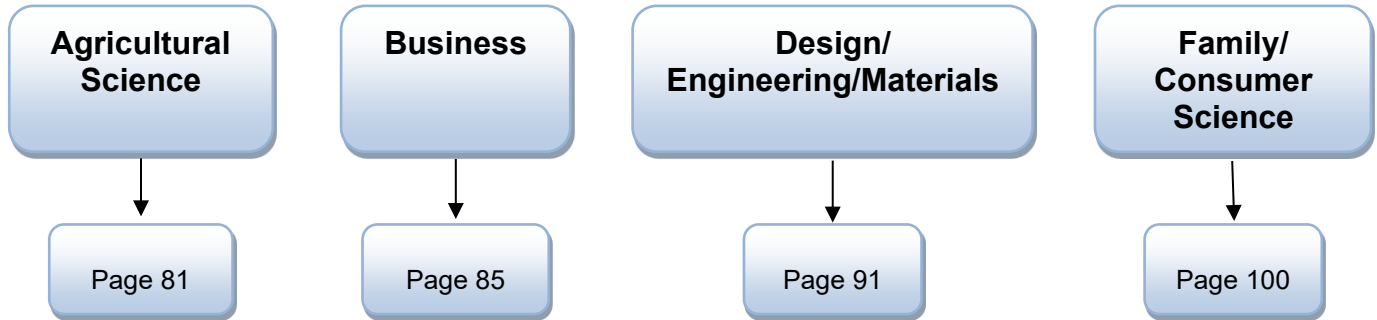 Agricultural
Science
Business
Design/
Engineering/Materials
Family/
Consumer
Science
Page 81
Page 85
Page 91
Page 100